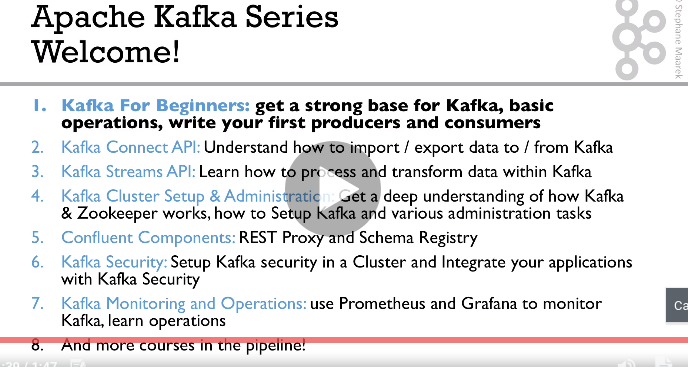 Apache Kafka Series
Welcome!
© Stephane Maarek
1. Kafka For Beginners: get a strong base for Kafka, basic
operations, write your first producers and consumers
2. Kafka Connect API: Understand how to import / export data to / from Kafka
3. Kafka Streams API: Learn how to process and transform data within Kafka
4. Kafka Cluster Setup & Administration: Get a deep understanding of how Kafka
& Zookeeper works, how to Setup Kafka and various administration tasks
5. Confluent Components: REST Proxy and Schema Registry
6. Kafka Security: Setup Kafka security in a Cluster and Integrate your applications
with Kafka Security
7. Kafka Monitoring and Operations: use Prometheus and Grafana to monitor
Kafka, learn operations
Ca
8. And more courses in the pipeline!